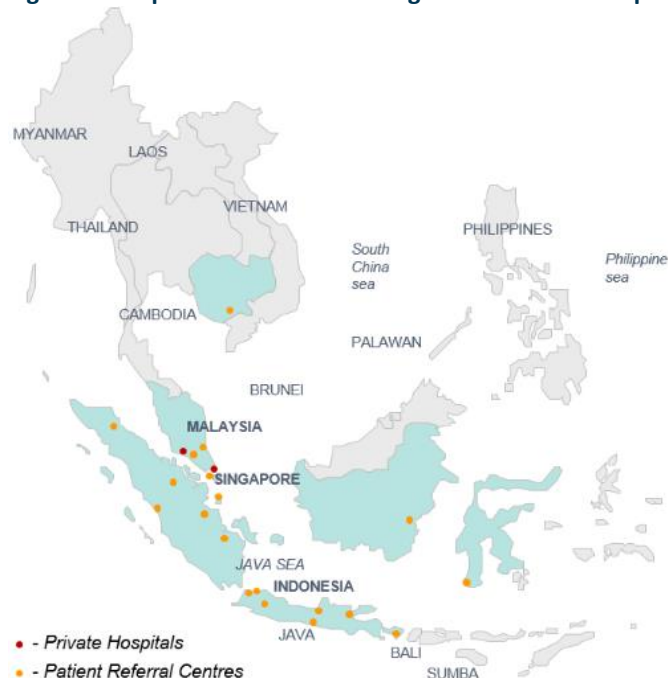 MYANMAR
LAOS
VIETNAM
THAILAND
PHILIPPINES
South
China
sea
Philippine
sea
CAMBODIA
PALAWAN
BRUNEI
MALAYSIA
SINGAPORE
JAVA SEA
INDONESIA
- Private Hospitals
JAVA
BALI
- Patient Referral Centres
SUMBA